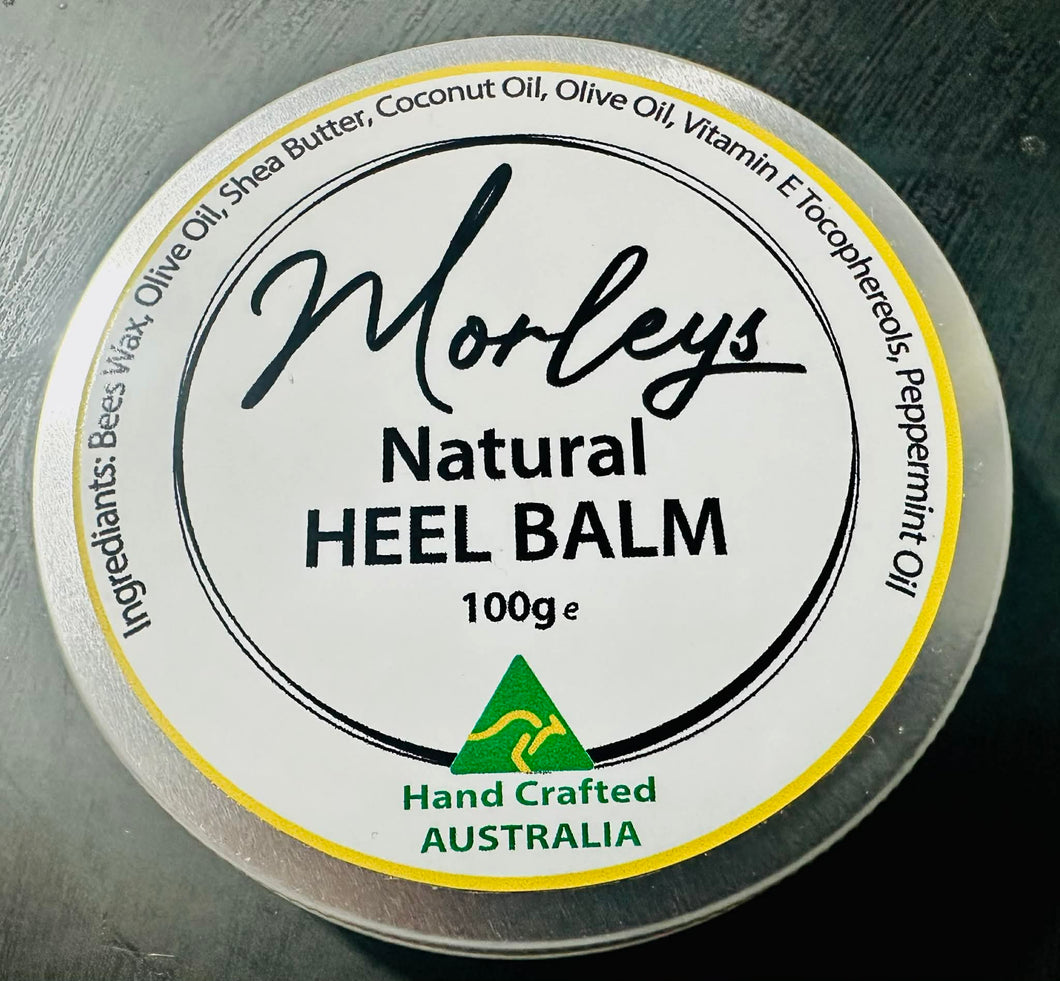 Ingrediants: Bees Wax, Olive Oil, Shea Butter, Coconut Oil, Olive Oil, Vitamin E Tocophereols, Peppermint Oil
Morleys
Natural
HEEL BALM
100g e
Hand Crafted
AUSTRALIA